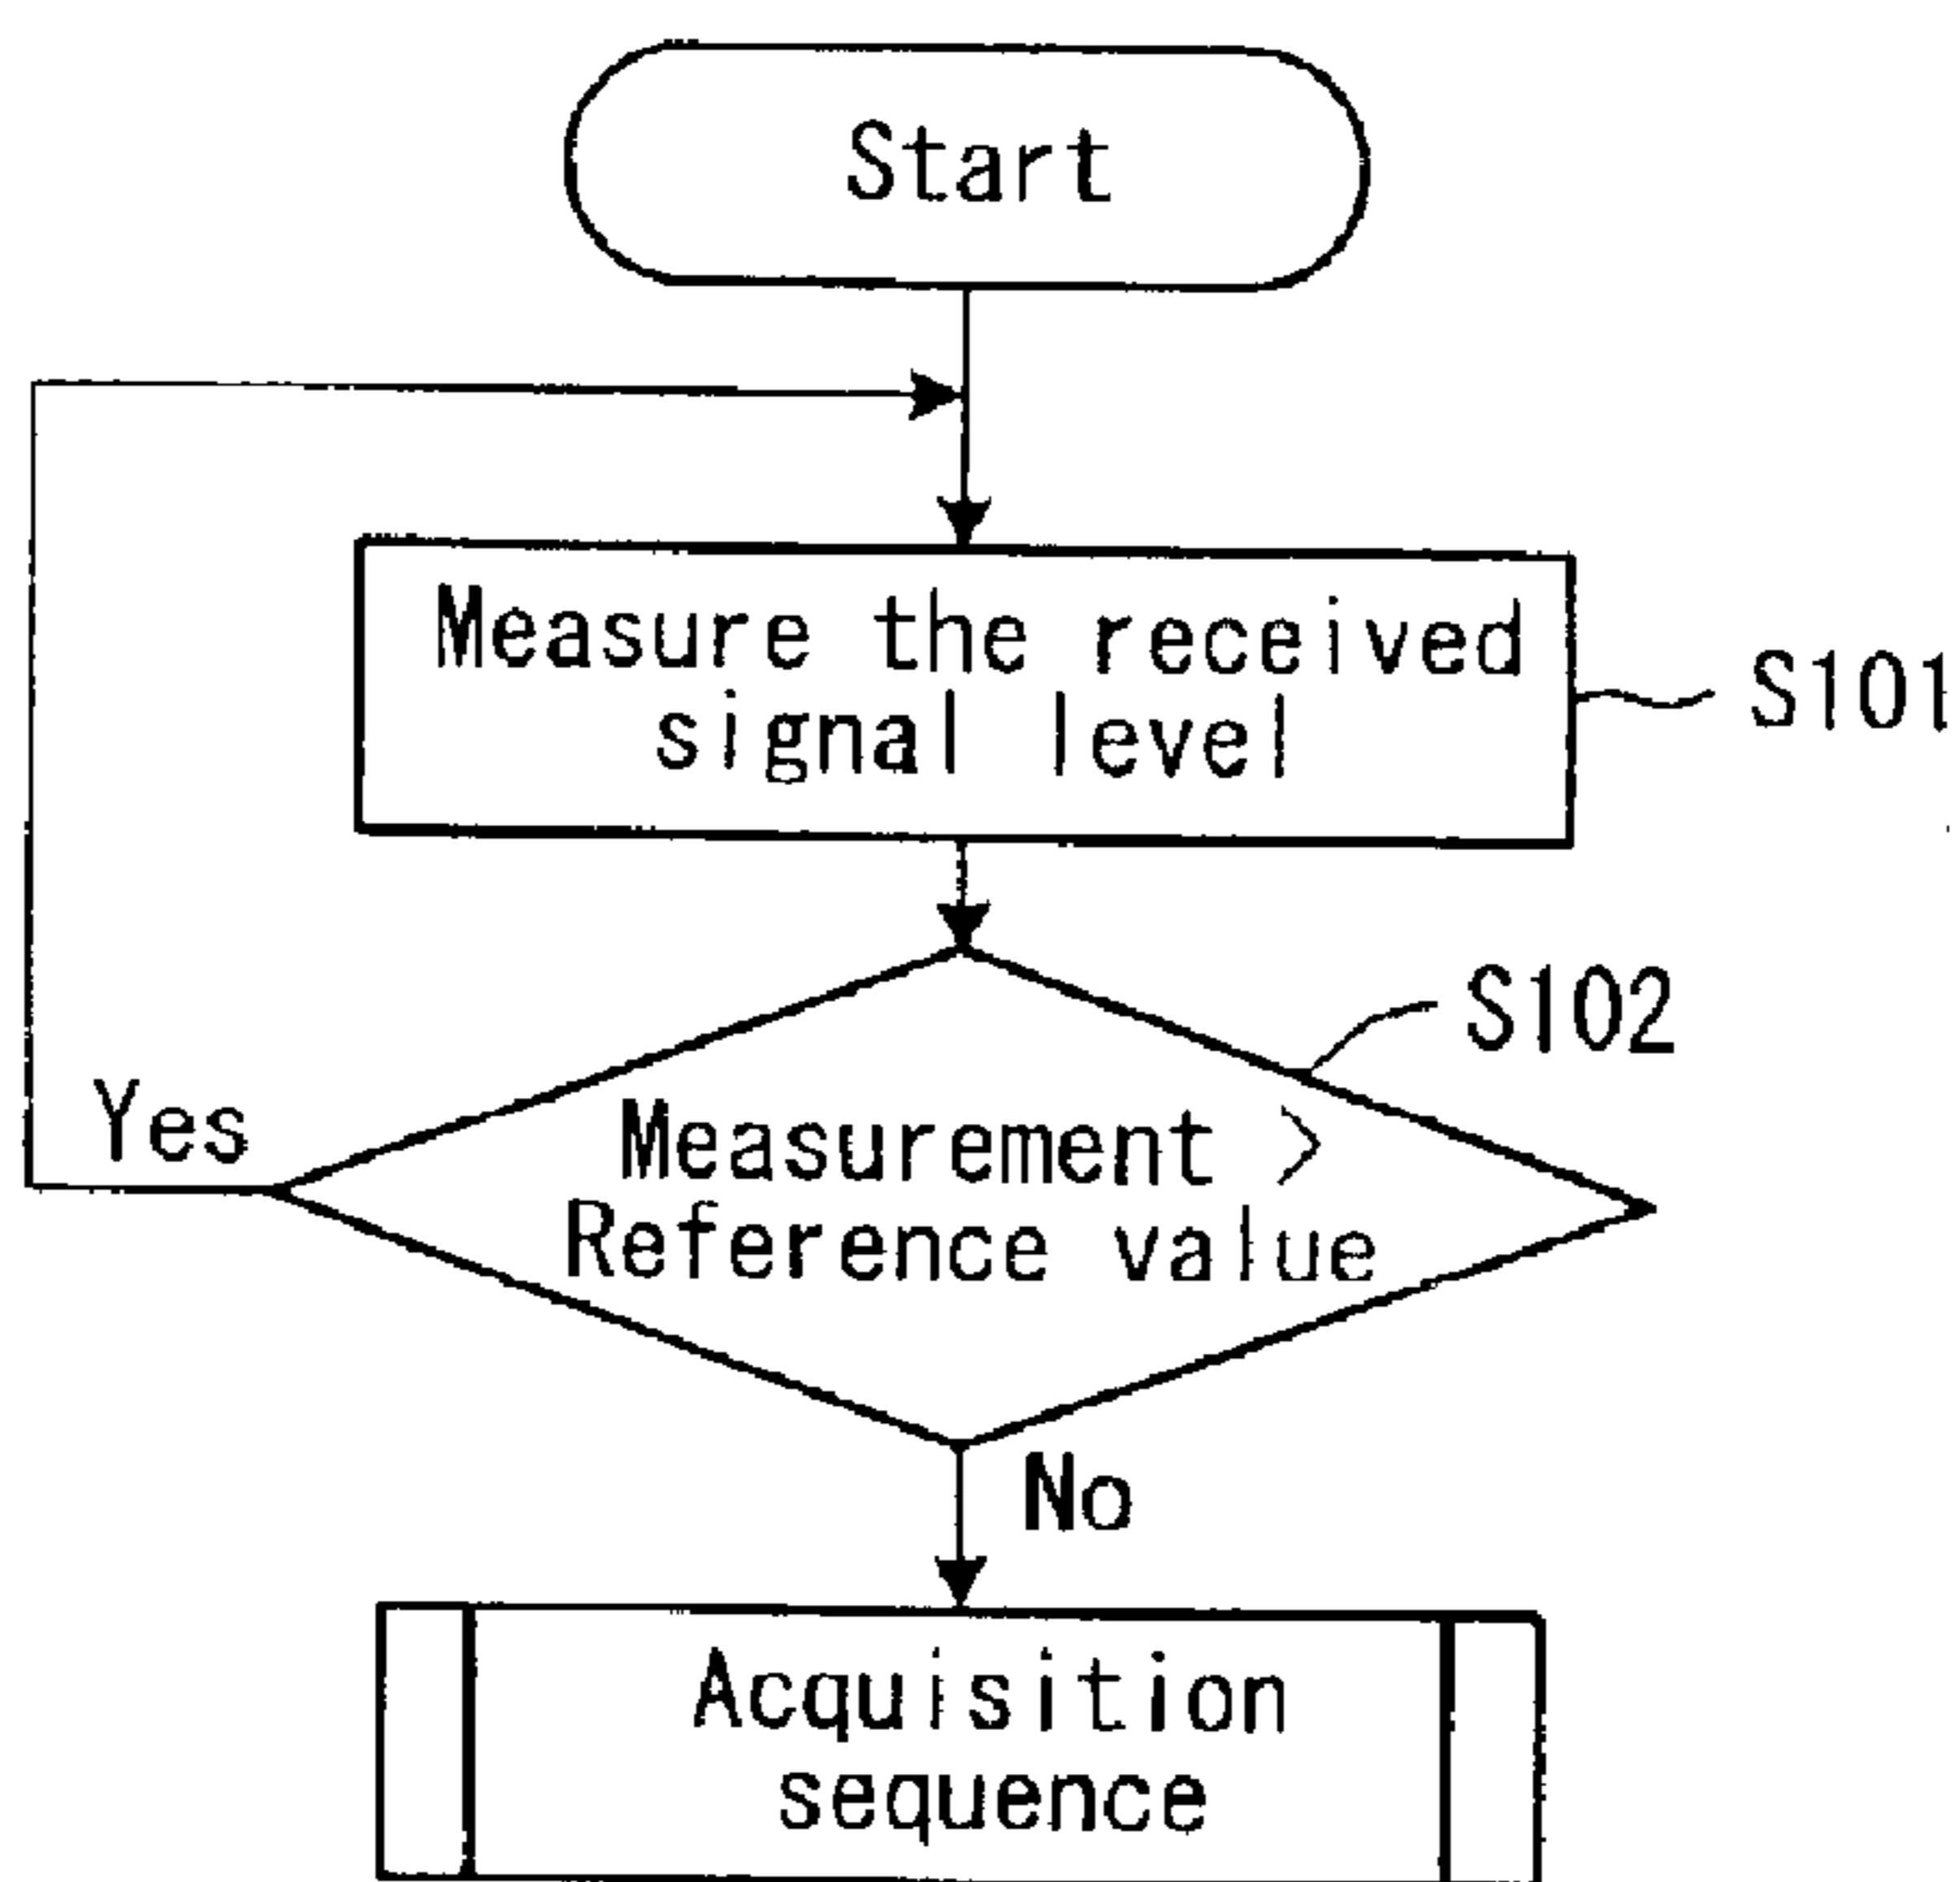 Start
Measure the received
signal level
S101
S102
Yes
Measurement >
Reference value
No
Acquisition
sequence